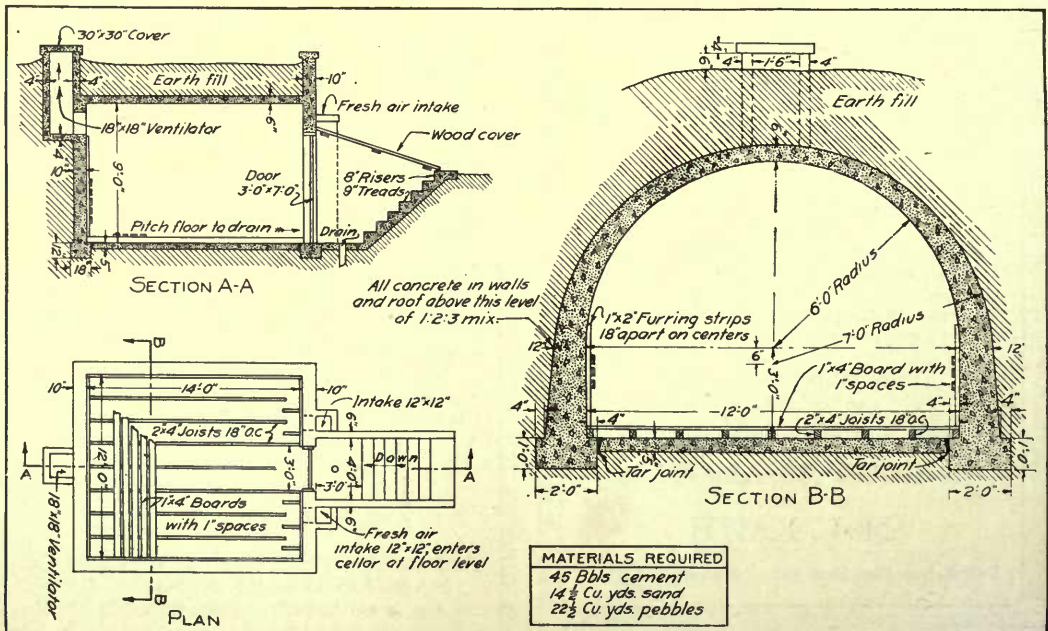 30"x30" Cover
4"
4"
Earth fill
10"
6"
Fresh air intake
Wood cover
18"x18" Ventilator
4"
10"
9'-0"
Door
3'-0"x7'-0"
8" Risers
9" Treads
Pitch floor to drain
Drain
12"
18"
5"
SECTION A-A
B
10"
14'-0"
10"
Intake 12"x12"
6"
2"x4" Joists 18" O.C.
A
12'-0"
3'-0"
3'-0"
4'-0"
Down
A
1"x4" Boards
with 1" spaces
6"
Fresh air
intake 12"x12", enters
cellar at floor level
18"x18" Ventilator
B
PLAN
4"
6"
4"
1'-6"
4"
Earth fill
6"
6'-0" Radius
7'-0" Radius
All concrete in walls
and roof above this level
of 1:2:3 mix.
1"x2" Furring strips
18" apart on centers
12"
6"
3'-0"
12"
1"x4" Board with
1" spaces
4"
4"
4"
12'-0"
2"x4" Joists 18" O.C.
4"
1'-0"
5"
Tar joint
Tar joint
1'-0"
2'-0"
2'-0"
SECTION B-B
MATERIALS REQUIRED
45 Bbls cement
14½ Cu. yds. sand
22½ Cu. yds. pebbles